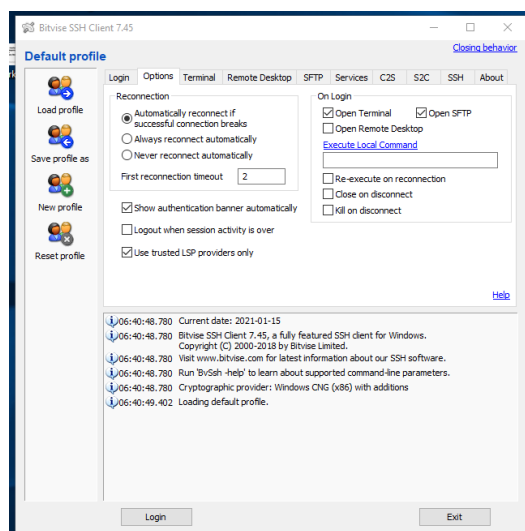 Bitvise SSH Client 7.45
Default profile
Closing behavior
Load profile
Save profile as
New profile
Reset profile
Login Options Terminal Remote Desktop SFTP Services C2S S2C SSH About
Reconnection
Automatically reconnect if
successful connection breaks
Always reconnect automatically
Never reconnect automatically
First reconnection timeout 2
Show authentication banner automatically
Logout when session activity is over
Use trusted LSP providers only
On Login
Open Terminal Open SFTP
Open Remote Desktop
Execute Local Command
Re-execute on reconnection
Close on disconnect
Kill on disconnect
Help
06:40:48.780 Current date: 2021-01-15
06:40:48.780 Bitvise SSH Client 7.45, a fully featured SSH client for Windows.
Copyright (C) 2000-2018 by Bitvise Limited.
06:40:48.780 Visit www.bitvise.com for latest information about our SSH software.
06:40:48.780 Run 'BvSsh -help' to learn about supported command-line parameters.
06:40:48.780 Cryptographic provider: Windows CNG (x86) with additions
06:40:49.402 Loading default profile.
Login Exit